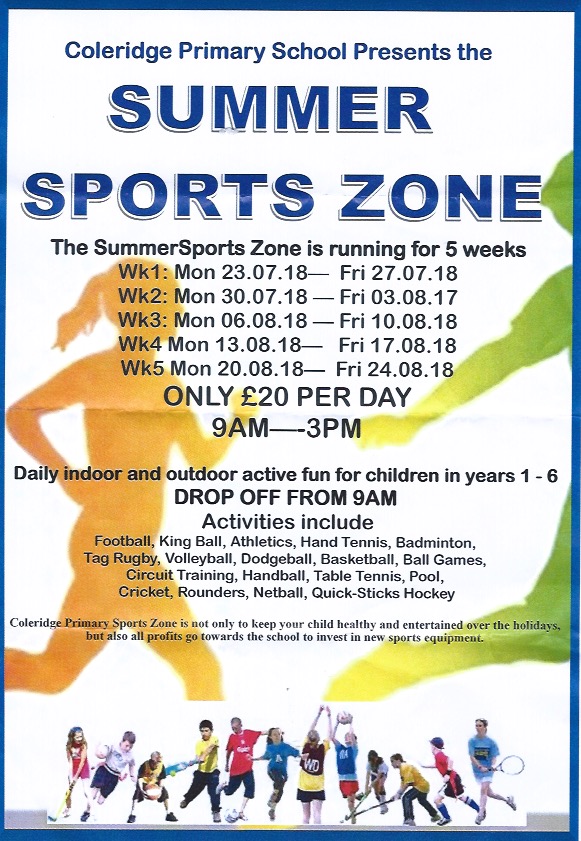 Coleridge Primary School Presents the
SUMMER
SPORTS ZONE
The SummerSports Zone is running for 5 weeks
Wk1: Mon 23.07.18— Fri 27.07.18
Wk2: Mon 30.07.18 — Fri 03.08.17
Wk3: Mon 06.08.18 — Fri 10.08.18
Wk4 Mon 13.08.18— Fri 17.08.18
Wk5 Mon 20.08.18— Fri 24.08.18
ONLY £20 PER DAY
9AM—-3PM
Daily indoor and outdoor active fun for children in years 1 - 6
DROP OFF FROM 9AM
Activities include
Football, King Ball, Athletics, Hand Tennis, Badminton,
Tag Rugby, Volleyball, Dodgeball, Basketball, Ball Games,
Circuit Training, Handball, Table Tennis, Pool,
Cricket, Rounders, Netball, Quick-Sticks Hockey
Coleridge Primary Sports Zone is not only to keep your child healthy and entertained over the holidays,
but also all profits go towards the school to invest in new sports equipment.
WD